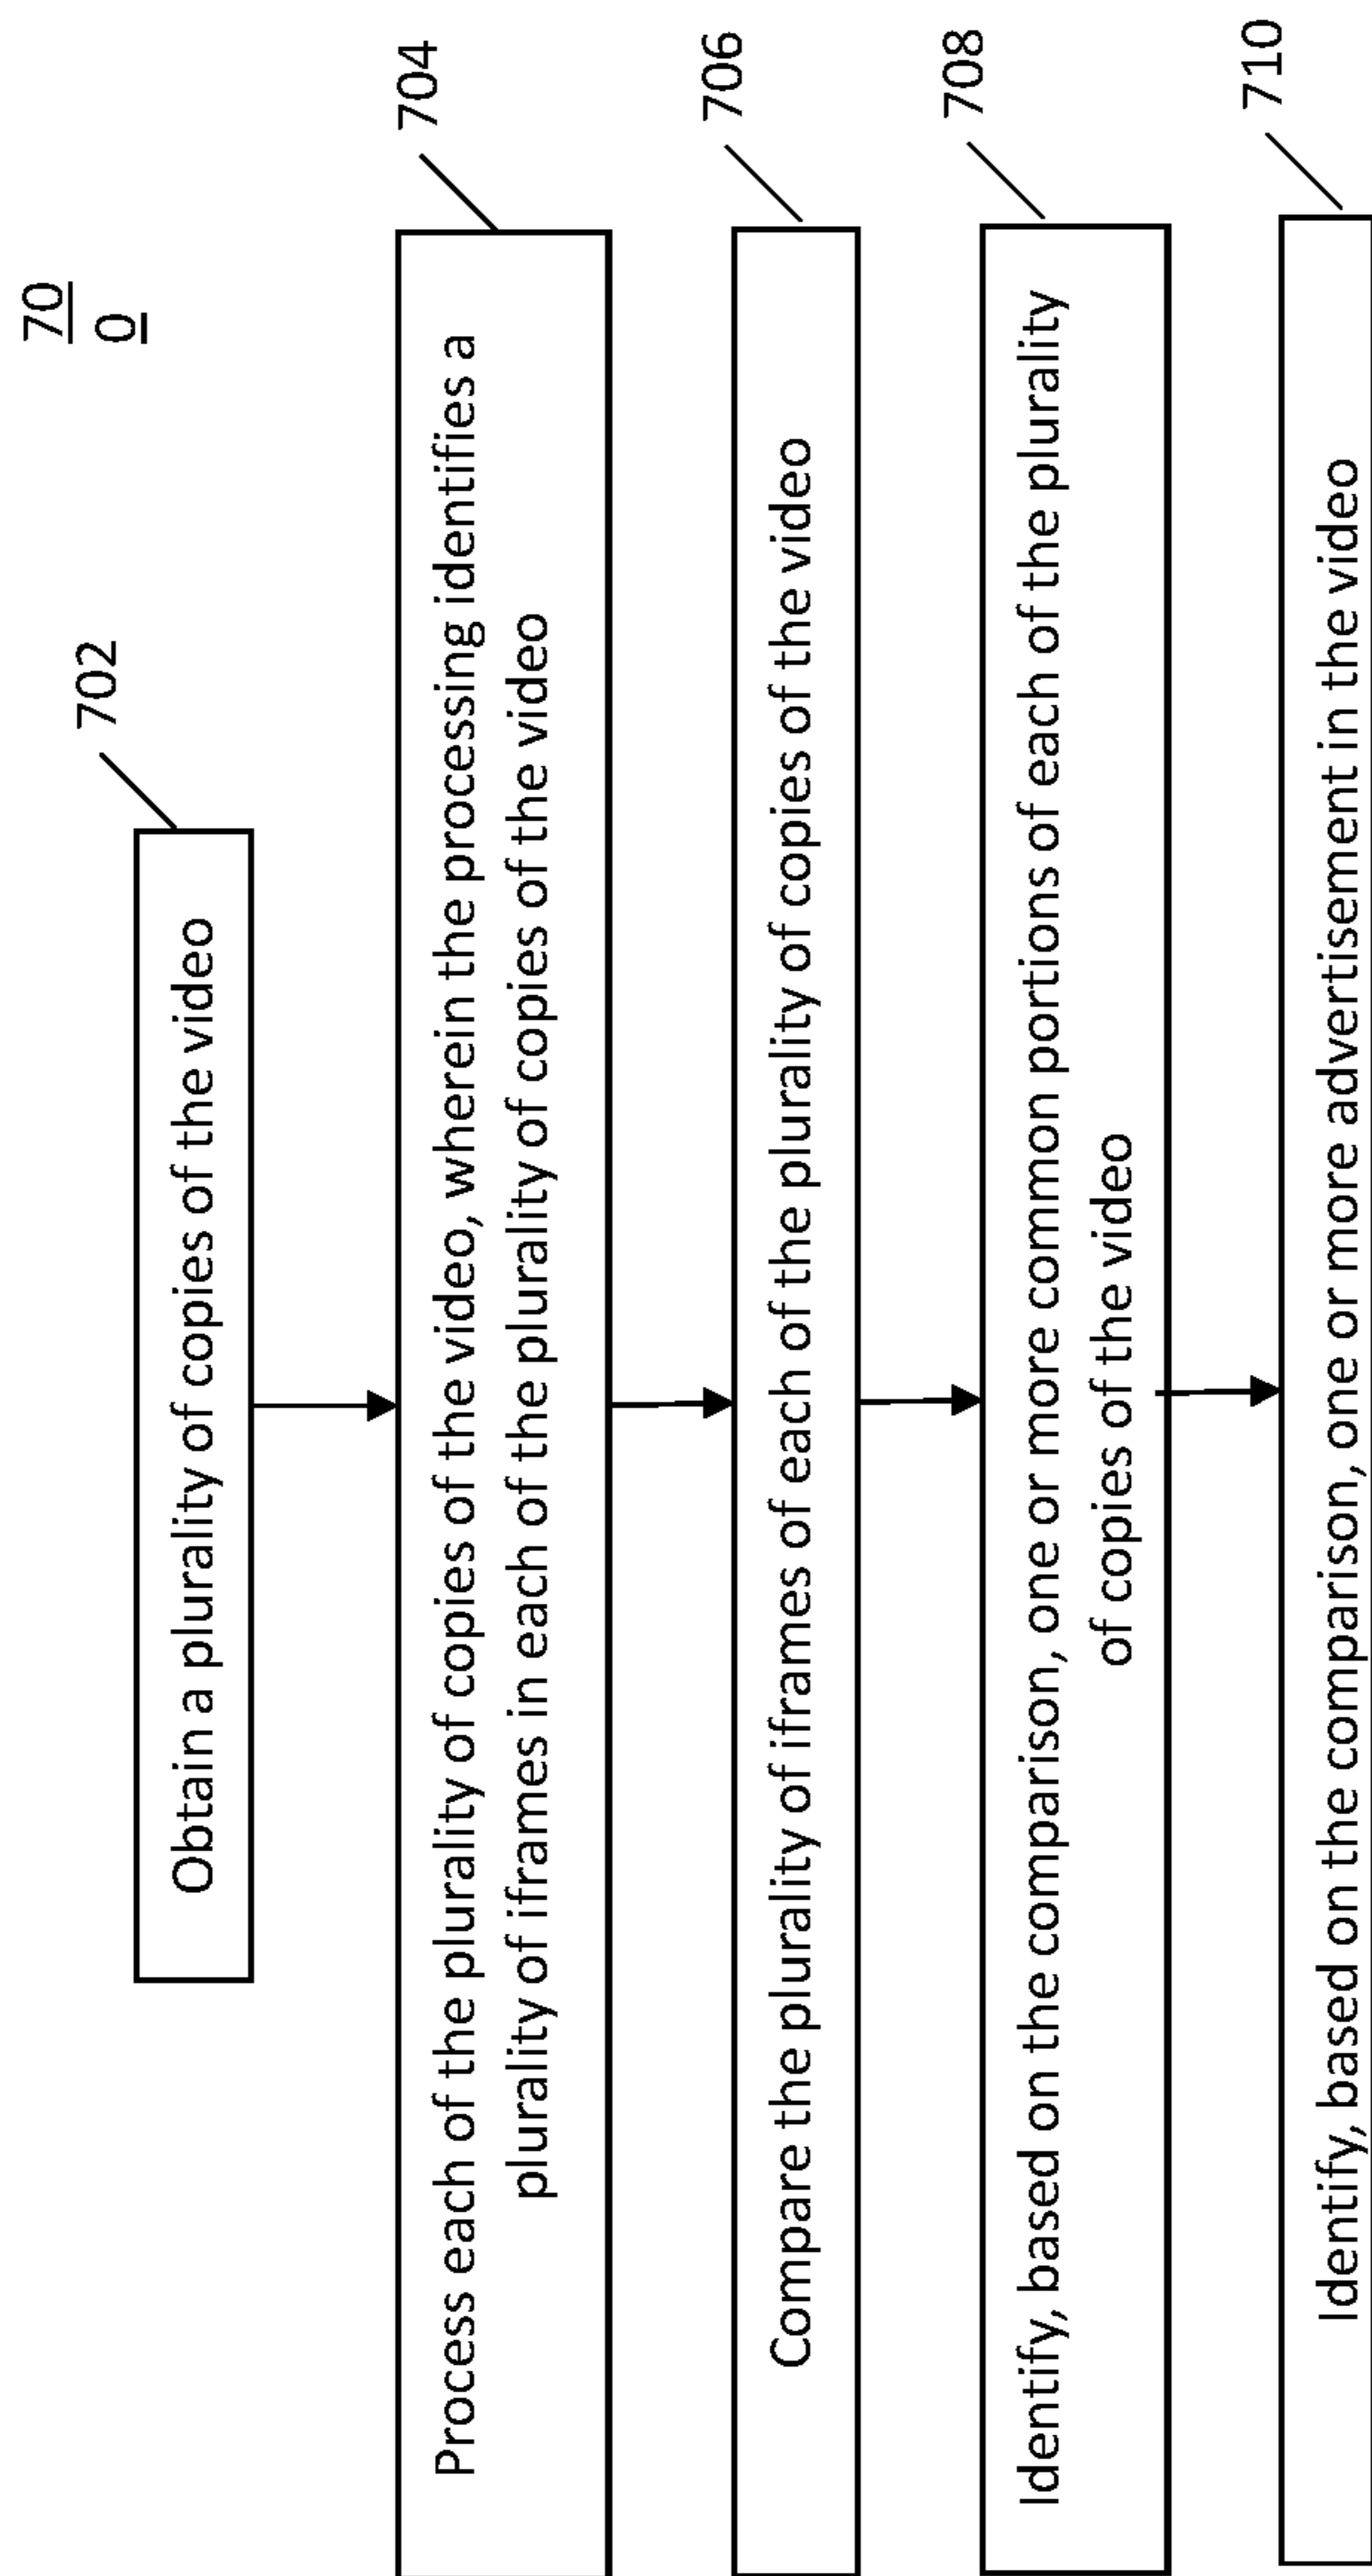 70
0
702
Obtain a plurality of copies of the video
704
Process each of the plurality of copies of the video, wherein the processing identifies a
plurality of iframes in each of the plurality of copies of the video
706
Compare the plurality of iframes of each of the plurality of copies of the video
708
Identify, based on the comparison, one or more common portions of each of the plurality
of copies of the video
710
Identify, based on the comparison, one or more advertisement in the video